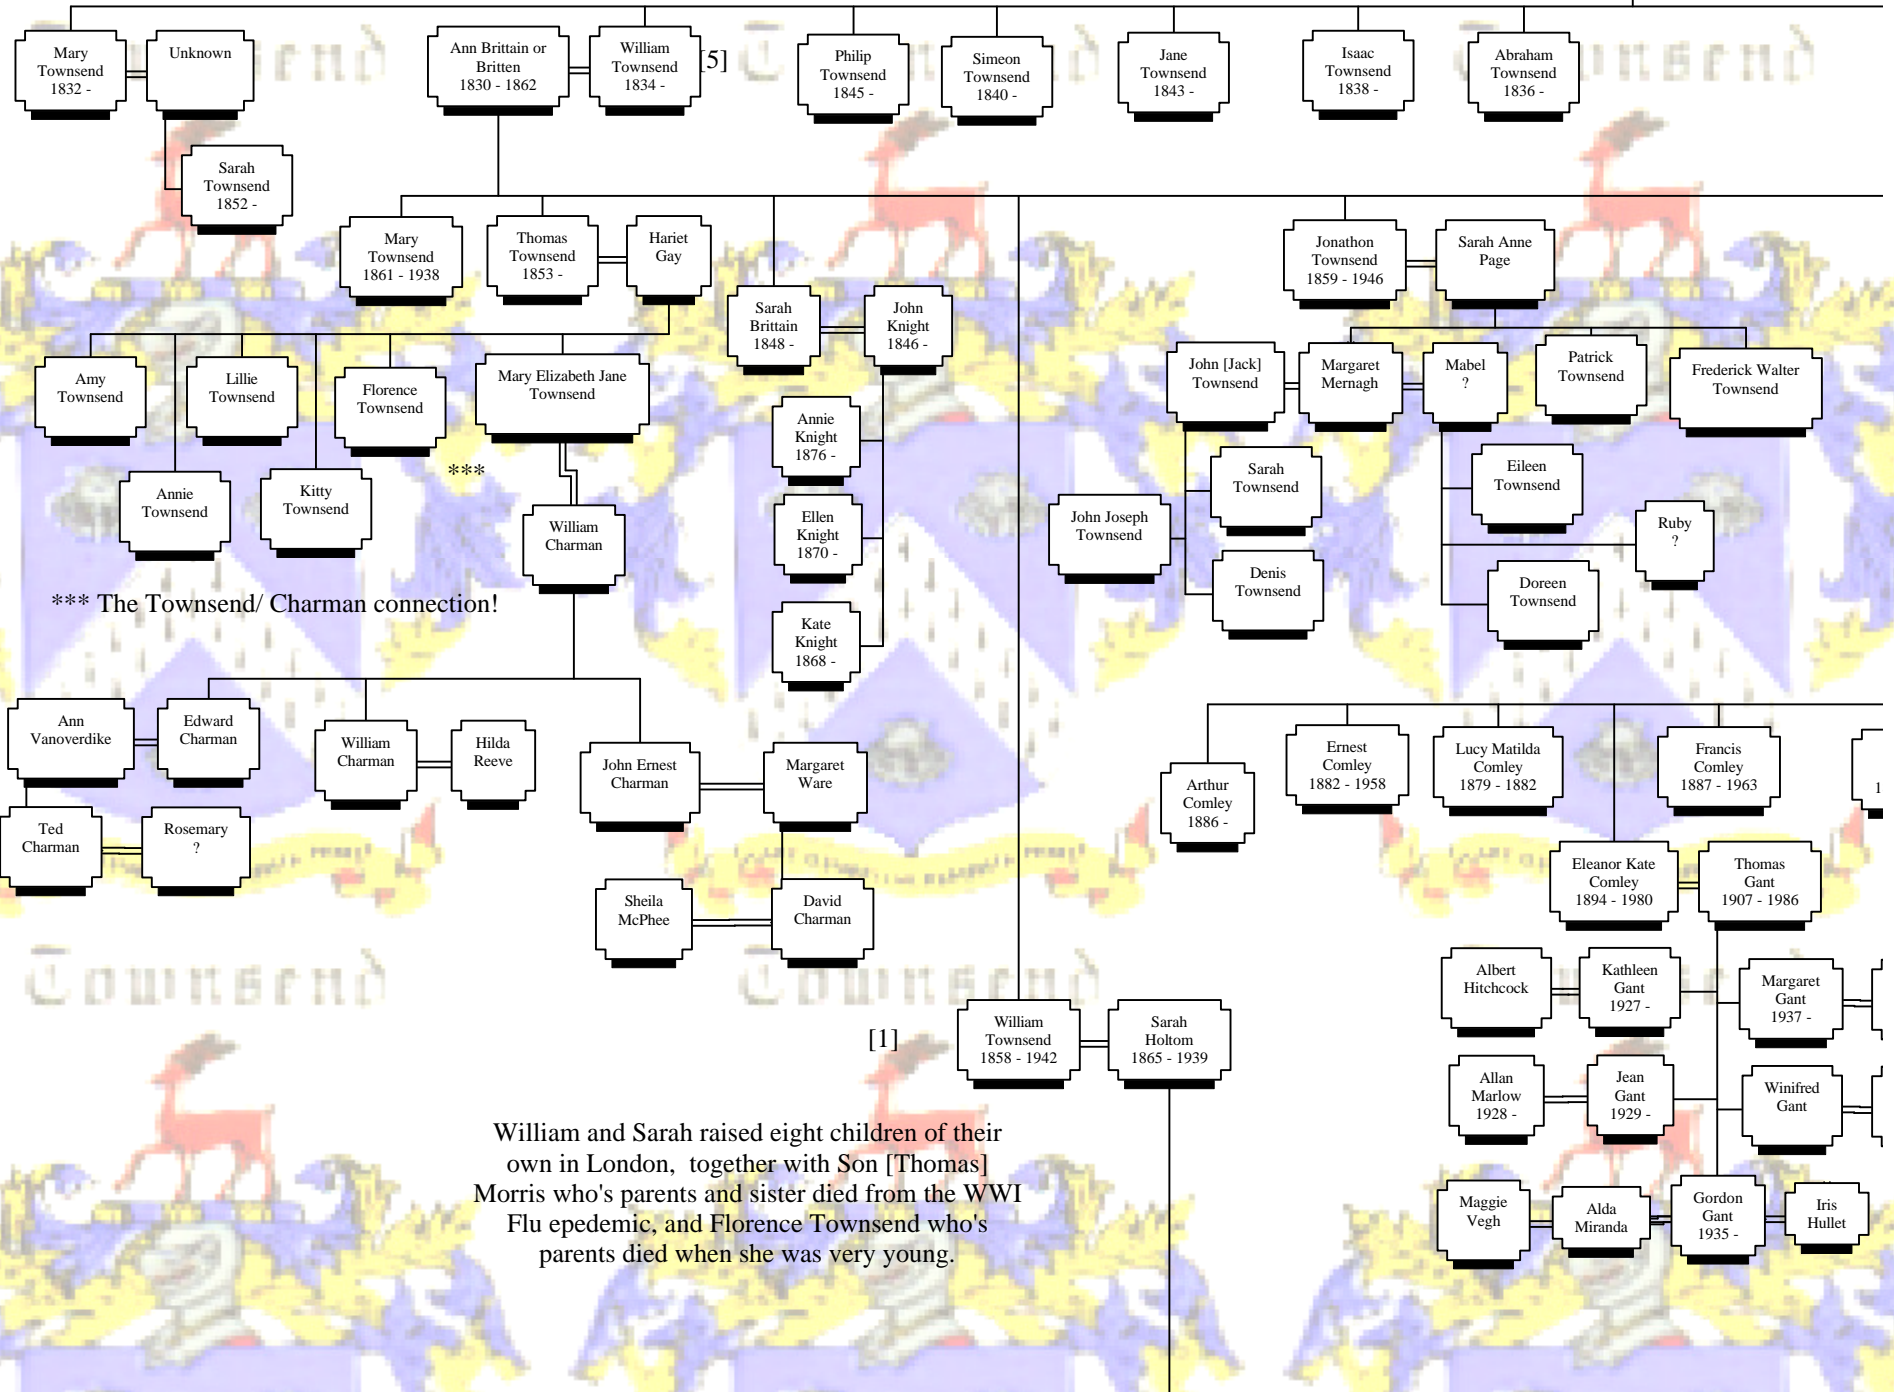 Mary
Townsend
1832 -
Unknown
Ann Brittain or
Britten
1830 - 1862
William
Townsend
1834 -
[5]
Philip
Townsend
1845 -
Simeon
Townsend
1840 -
Jane
Townsend
1843 -
Isaac
Townsend
1838 -
Abraham
Townsend
1836 -
Sarah
Townsend
1852 -
Mary
Townsend
1861 - 1938
Thomas
Townsend
1853 -
Hariet
Gay
Sarah
Brittain
1848 -
John
Knight
1846 -
Jonathon
Townsend
1859 - 1946
Sarah Anne
Page
Amy
Townsend
Lillie
Townsend
Florence
Townsend
Mary Elizabeth Jane
Townsend
John [Jack]
Townsend
Margaret
Mernagh
Mabel
?
Patrick
Townsend
Frederick Walter
Townsend
Annie
Townsend
Kitty
Townsend
***
William
Charman
Annie
Knight
1876 -
Ellen
Knight
1870 -
Kate
Knight
1868 -
Sarah
Townsend
John Joseph
Townsend
Denis
Townsend
Eileen
Townsend
Ruby
?
Doreen
Townsend
*** The Townsend/ Charman connection!
Ann
Vanoverdike
Edward
Charman
William
Charman
Hilda
Reeve
John Ernest
Charman
Margaret
Ware
Ted
Charman
Rosemary
?
Sheila
McPhee
David
Charman
Arthur
Comley
1886 -
Ernest
Comley
1882 - 1958
Lucy Matilda
Comley
1879 - 1882
Francis
Comley
1887 - 1963
1
Eleanor Kate
Comley
1894 - 1980
Thomas
Gant
1907 - 1986
Townsend
Townsend
Albert
Hitchcock
Kathleen
Gant
1927 -
Margaret
Gant
1937 -
[1]
William
Townsend
1858 - 1942
Sarah
Holtom
1865 - 1939
Allan
Marlow
1928 -
Jean
Gant
1929 -
Winifred
Gant
Maggie
Vegh
Alda
Miranda
Gordon
Gant
1935 -
Iris
Hullet
William and Sarah raised eight children of their
own in London,  together with Son [Thomas]
Morris who's parents and sister died from the WWI
Flu epedemic, and Florence Townsend who's
parents died when she was very young.